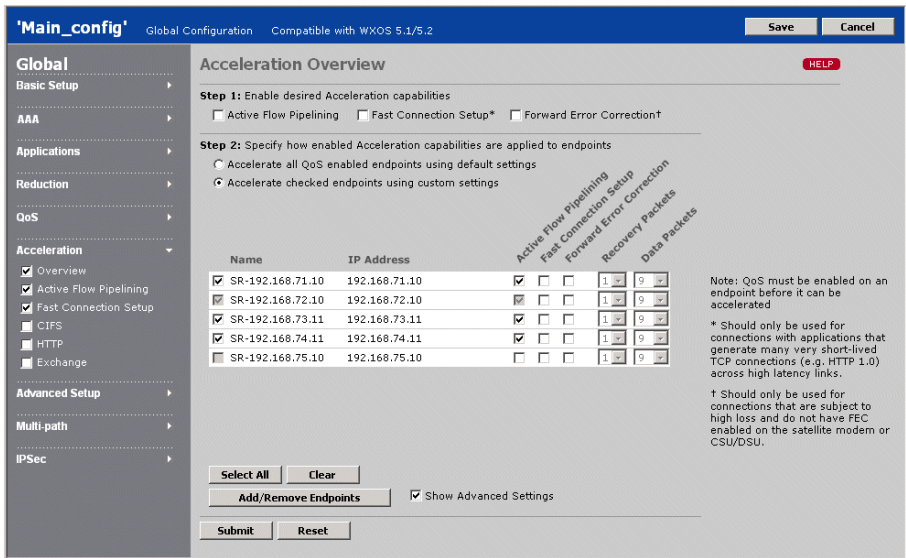 'Main_config' Global Configuration Compatible with WXOS 5.1/5.2 Save Cancel
Global
Basic Setup
AAA
Applications
Reduction
QoS
Acceleration
Overview
Active Flow Pipelining
Fast Connection Setup
CIFS
HTTP
Exchange
Advanced Setup
Multi-path
IPSec
Acceleration Overview HELP
Step 1: Enable desired Acceleration capabilities
Active Flow Pipelining Fast Connection Setup* Forward Error Correction†
Step 2: Specify how enabled Acceleration capabilities are applied to endpoints
Accelerate all QoS enabled endpoints using default settings
Accelerate checked endpoints using custom settings
Name IP Address Active Flow Pipelining Fast Connection Setup Forward Error Correction Recovery Packets Data Packets
SR-192.168.71.10 192.168.71.10 1 9
SR-192.168.72.10 192.168.72.10 1 9
SR-192.168.73.11 192.168.73.11 1 9
SR-192.168.74.11 192.168.74.11 1 9
SR-192.168.75.10 192.168.75.10 1 9
Note: QoS must be enabled on an
endpoint before it can be
accelerated
* Should only be used for
connections with applications that
generate many very short-lived
TCP connections (e.g. HTTP 1.0)
across high latency links.
† Should only be used for
connections that are subject to
high loss and do not have FEC
enabled on the satellite modem or
CSU/DSU.
Select All Clear
Add/Remove Endpoints Show Advanced Settings
Submit Reset